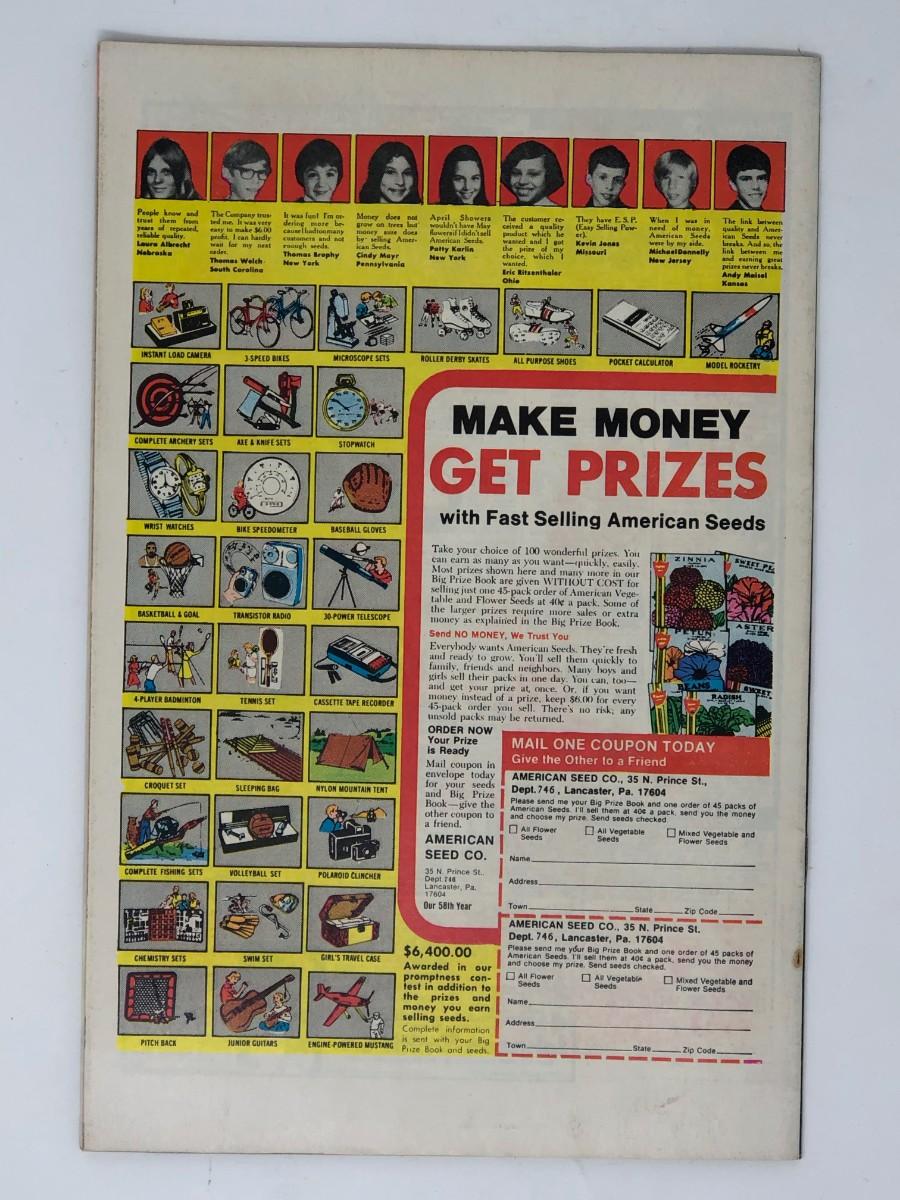 People know and
trust them from
years of repeated,
reliable quality.
Laura Albrecht
Nebraska
The Company trus-
ted me. It was very
easy to make $6.00
profit. I can hardly
wait for my next
order.
Thomas Welch
South Carolina
It was fun! I'm or-
dering more be-
cause I had too many
customers and not
enough seeds.
Thomas Brophy
New York
Money does not
grow on trees but
money sure does
by selling Amer-
ican Seeds.
Cindy Mayr
Pennsylvania
April Showers
wouldn't have May
flowers if I didn't sell
American Seeds.
Patty Karlin
New York
The customer re-
ceived a quality
product which he
wanted and I got
the prize of my
choice, which I
wanted.
Eric Ritzenthaler
Ohio
They have E. S. P.
(Easy Selling Pow-
er).
Kevin Jonas
Missouri
When I was in
need of money,
American Seeds
were by my side.
Michael Donnelly
New Jersey
The link between
quality and Amer-
ican Seeds never
breaks. And so, the
link between me
and earning great
prizes never breaks.
Andy Maisel
Kansas
INSTANT LOAD CAMERA
3-SPEED BIKES
MICROSCOPE SETS
ROLLER DERBY SKATES
ALL PURPOSE SHOES
POCKET CALCULATOR
MODEL ROCKETRY
COMPLETE ARCHERY SETS
AXE & KNIFE SETS
STOPWATCH
WRIST WATCHES
BIKE SPEEDOMETER
BASEBALL GLOVES
BASKETBALL & GOAL
TRANSISTOR RADIO
30-POWER TELESCOPE
4-PLAYER BADMINTON
TENNIS SET
CASSETTE TAPE RECORDER
CROQUET SET
SLEEPING BAG
NYLON MOUNTAIN TENT
COMPLETE FISHING SETS
VOLLEYBALL SET
POLAROID CLINCHER
CHEMISTRY SETS
SWIM SET
GIRL'S TRAVEL CASE
PITCH BACK
JUNIOR GUITARS
ENGINE-POWERED MUSTANG
MAKE MONEY
GET PRIZES
with Fast Selling American Seeds
Take your choice of 100 wonderful prizes. You
can earn as many as you want—quickly, easily.
Most prizes shown here and many more in our
Big Prize Book are given WITHOUT COST for
selling just one 45-pack order of American Vege-
table and Flower Seeds at 40¢ a pack. Some of
the larger prizes require more sales or extra
money as explained in the Big Prize Book.
Send NO MONEY, We Trust You
Everybody wants American Seeds. They're fresh
and ready to grow. You'll sell them quickly to
family, friends and neighbors. Many boys and
girls sell their packs in one day. You can, too—
and get your prize at once. Or, if you want
money instead of a prize, keep $6.00 for every
45-pack order you sell. There's no risk; any
unsold packs may be returned.
ZINNIA
SWEET PE
ASTER
BEANS
RADISH
SWEET
ORDER NOW
Your Prize
is Ready
Mail coupon in
envelope today
for your seeds
and Big Prize
Book—give the
other coupon to
a friend.
AMERICAN
SEED CO.
35 N. Prince St.,
Dept. 746
Lancaster, Pa.
17604
Our 58th Year
$6,400.00
Awarded in our
promptness con-
test in addition to
the prizes and
money you earn
selling seeds.
Complete information
is sent with your Big
Prize Book and seeds.
MAIL ONE COUPON TODAY
Give the Other to a Friend
AMERICAN SEED CO., 35 N. Prince St.,
Dept. 746, Lancaster, Pa. 17604
Please send me your Big Prize Book and one order of 45 packs of
American Seeds. I'll sell them at 40¢ a pack, send you the money
and choose my prize. Send seeds checked.
All Flower
Seeds
All Vegetable
Seeds
Mixed Vegetable and
Flower Seeds
Name
Address
Town State Zip Code
AMERICAN SEED CO., 35 N. Prince St.
Dept. 746, Lancaster, Pa. 17604
Please send me your Big Prize Book and one order of 45 packs of
American Seeds. I'll sell them at 40¢ a pack, send you the money
and choose my prize. Send seeds checked.
All Flower
Seeds
All Vegetable
Seeds
Mixed Vegetable and
Flower Seeds
Name
Address
Town State Zip Code